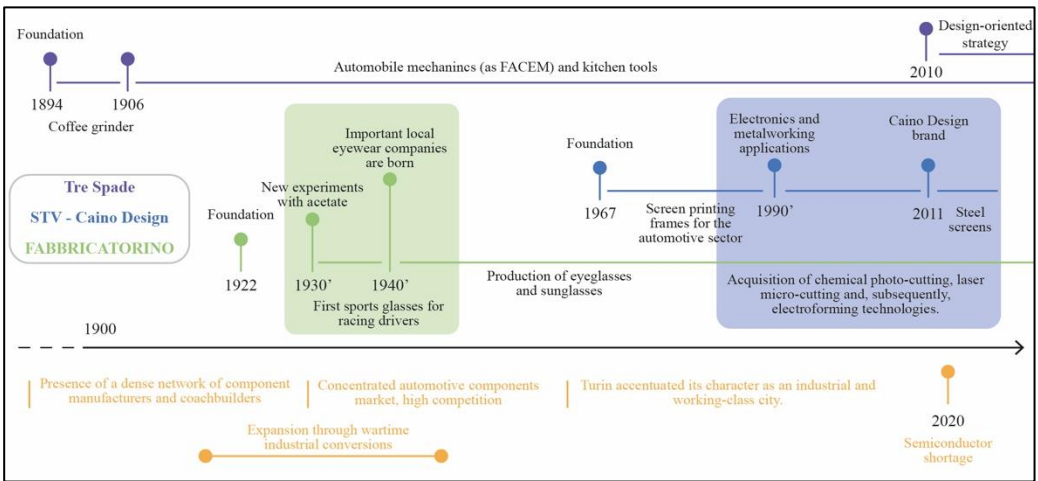 Foundation
1894
1906
Coffee grinder
Automobile mechanincs (as FACEM) and kitchen tools
2010
Design-oriented
strategy
Tre Spade
STV - Caino Design
FABBRICATORINO
Foundation
1922
New experiments
with acetate
1930’
Important local
eyewear companies
are born
1940’
First sports glasses for
racing drivers
Production of eyeglasses
and sunglasses
Foundation
1967
Screen printing
frames for the
automotive sector
Electronics and
metalworking
applications
1990’
Caino Design
brand
2011
Steel
screens
Acquisition of chemical photo-cutting, laser
micro-cutting and, subsequently,
electroforming technologies.
1900
Presence of a dense network of component
manufacturers and coachbuilders
Concentrated automotive components
market, high competition
Turin accentuated its character as an industrial and
working-class city.
Expansion through wartime
industrial conversions
2020
Semiconductor
shortage